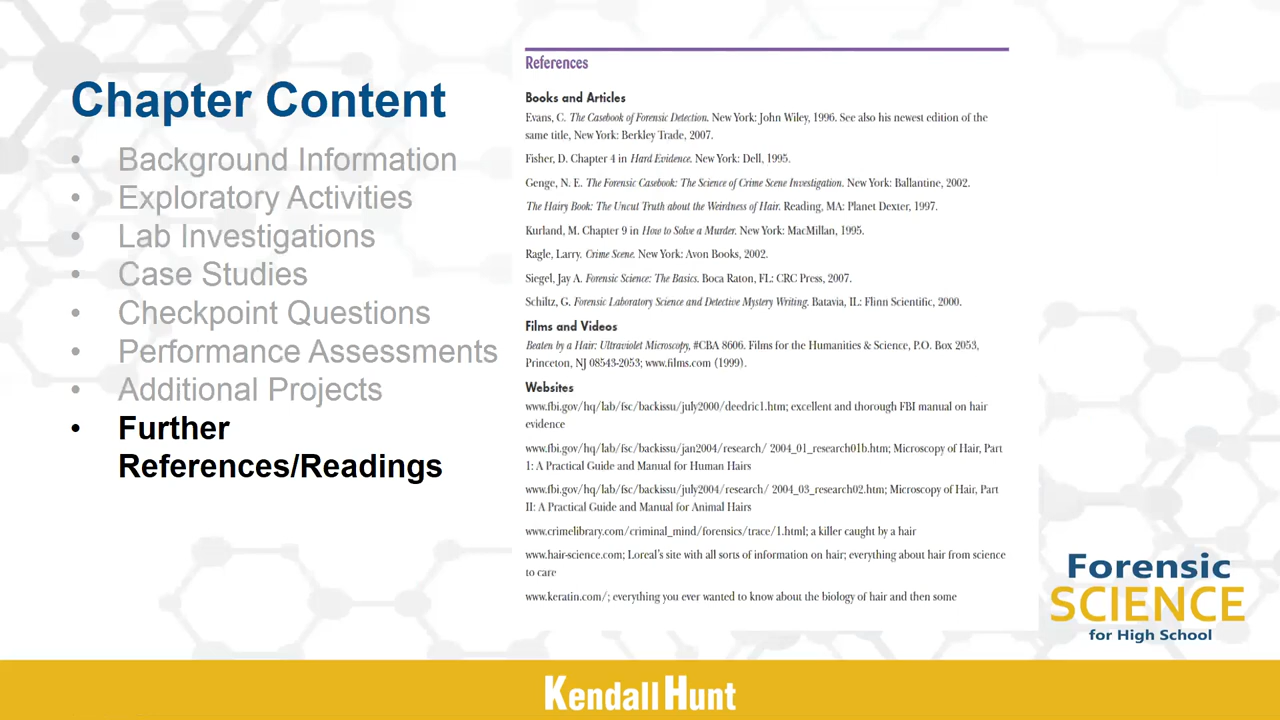 Chapter Content
• Background Information
• Exploratory Activities
• Lab Investigations
• Case Studies
• Checkpoint Questions
• Performance Assessments
• Additional Projects
• Further
References/Readings
References
Books and Articles
Evans, C. The Casebook of Forensic Detection. New York: John Wiley, 1996. See also his newest edition of the
same title, New York: Berkley Trade, 2007.
Fisher, D. Chapter 4 in Hard Evidence. New York: Dell, 1995.
Genge, N. E. The Forensic Casebook: The Science of Crime Scene Investigation. New York: Ballantine, 2002.
The Hairy Book: The Uncut Truth about the Weirdness of Hair. Reading, MA: Planet Dexter, 1997.
Kurland, M. Chapter 9 in How to Solve a Murder. New York: MacMillan, 1995.
Ragle, Larry. Crime Scene. New York: Avon Books, 2002.
Siegel, Jay A. Forensic Science: The Basics. Boca Raton, FL: CRC Press, 2007.
Schiltz, G. Forensic Laboratory Science and Detective Mystery Writing. Batavia, IL: Flinn Scientific, 2000.
Films and Videos
Beaten by a Hair: Ultraviolet Microscopy, #CBA 8606. Films for the Humanities & Science, P.O. Box 2053,
Princeton, NJ 08543-2053; www.films.com (1999).
Websites
www.fbi.gov/hq/lab/fsc/backissu/july2000/deedric1.htm; excellent and thorough FBI manual on hair
evidence
www.fbi.gov/hq/lab/fsc/backissu/jan2004/research/ 2004_01_research01b.htm; Microscopy of Hair, Part
1: A Practical Guide and Manual for Human Hairs
www.fbi.gov/hq/lab/fsc/backissu/july2004/research/ 2004_03_research02.htm; Microscopy of Hair, Part
II: A Practical Guide and Manual for Animal Hairs
www.crimelibrary.com/criminal_mind/forensics/trace/1.html; a killer caught by a hair
www.hair-science.com; Loreal's site with all sorts of information on hair; everything about hair from science
to care
www.keratin.com/; everything you ever wanted to know about the biology of hair and then some
Forensic
SCIENCE
for High School
Kendall Hunt